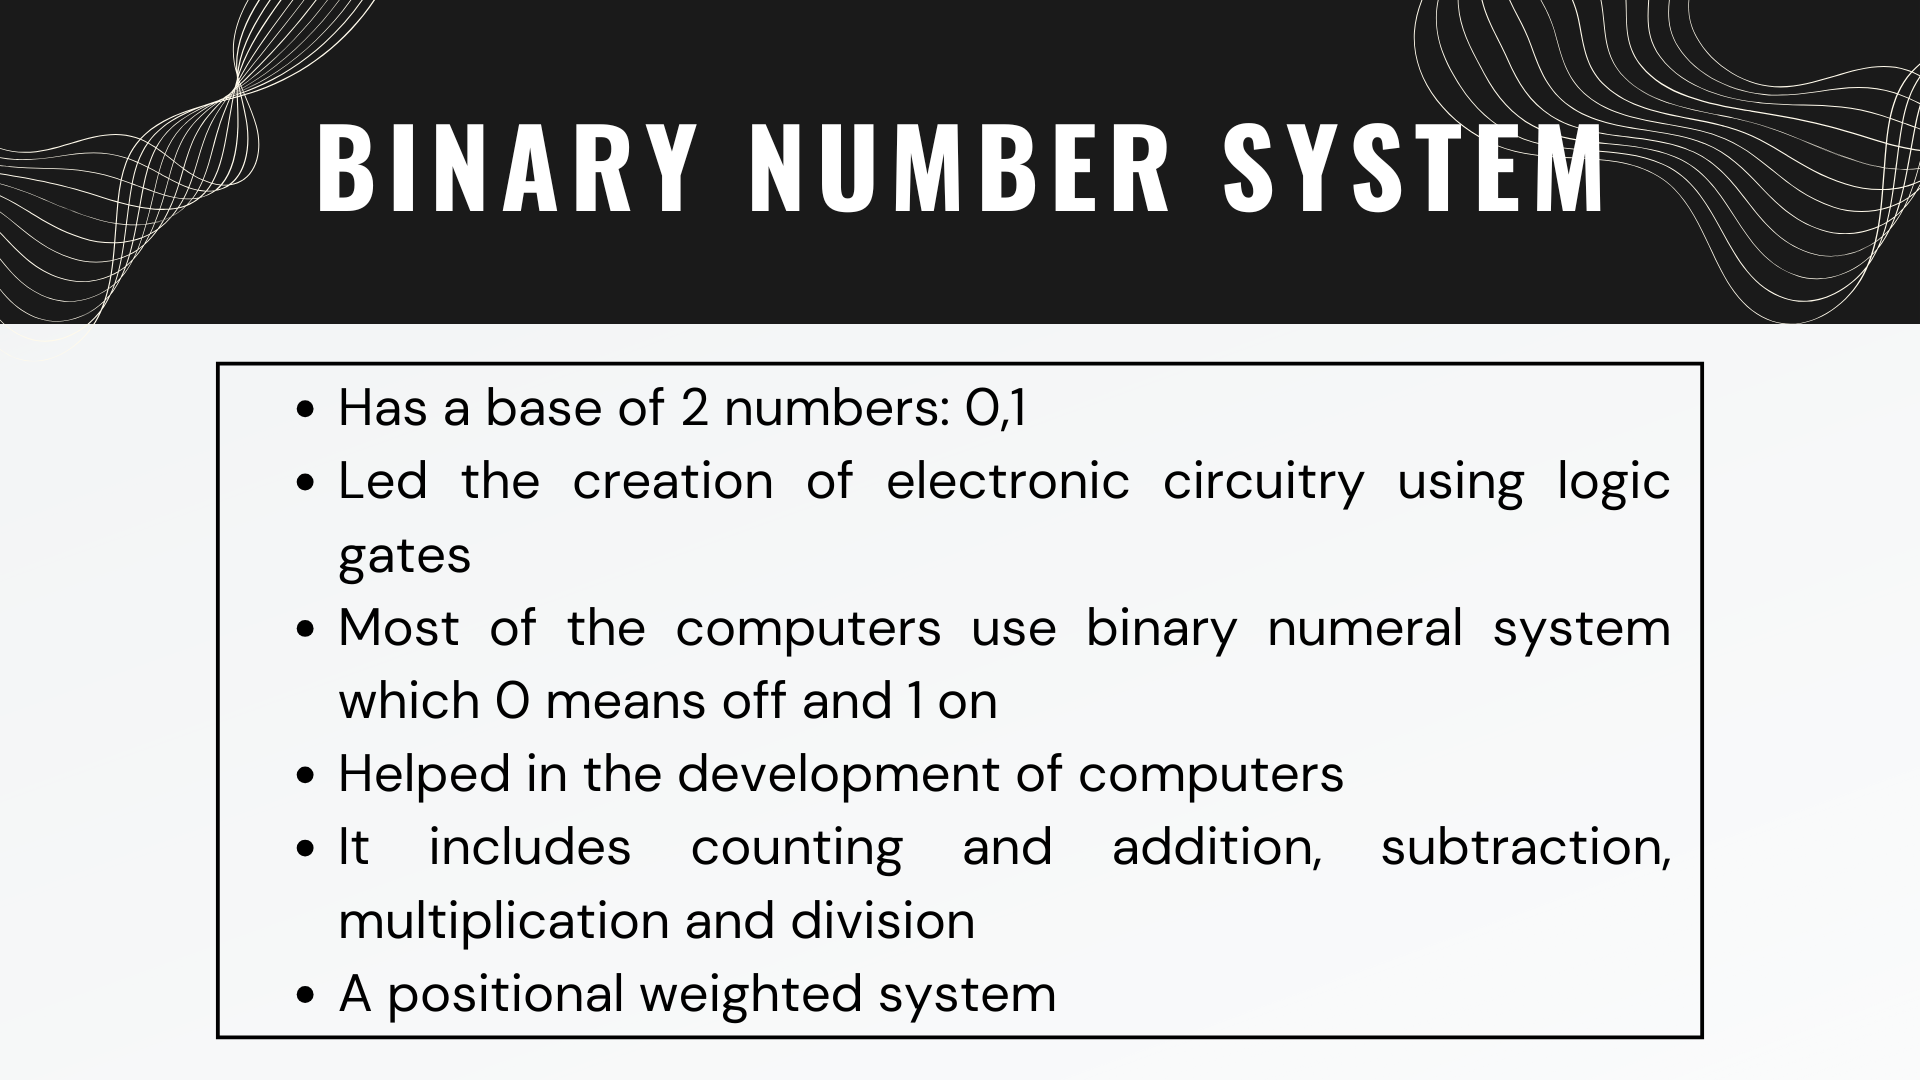 BINARY NUMBER SYSTEM
• Has a base of 2 numbers: 0,1
• Led the creation of electronic circuitry using logic
gates
• Most of the computers use binary numeral system
which 0 means off and 1 on
• Helped in the development of computers
• It includes counting and addition, subtraction,
multiplication and division
• A positional weighted system